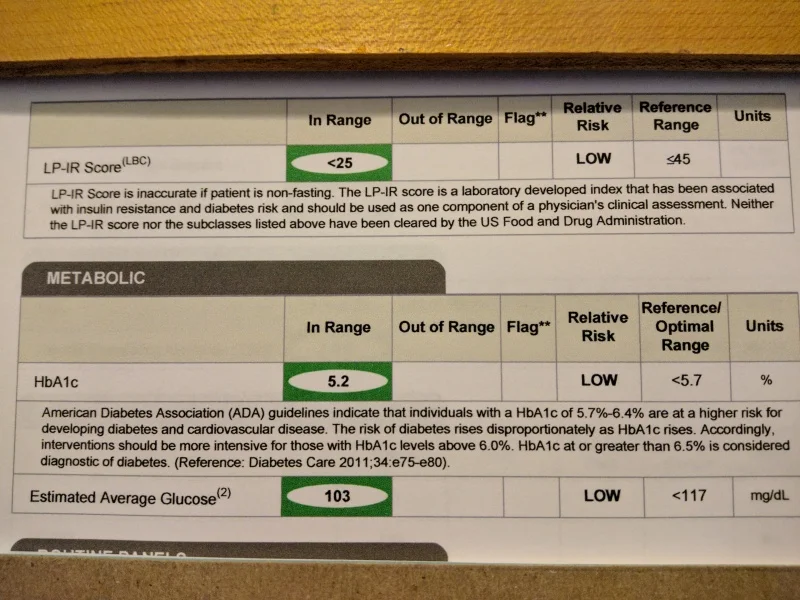 In Range Out of Range Flag** Relative Risk Reference Range Units
LP-IR Score(LBC) <25 LOW ≤45
LP-IR Score is inaccurate if patient is non-fasting. The LP-IR score is a laboratory developed index that has been associated
with insulin resistance and diabetes risk and should be used as one component of a physician's clinical assessment. Neither
the LP-IR score nor the subclasses listed above have been cleared by the US Food and Drug Administration.
METABOLIC
In Range Out of Range Flag** Relative Risk Reference/ Optimal Range Units
HbA1c 5.2 LOW <5.7 %
American Diabetes Association (ADA) guidelines indicate that individuals with a HbA1c of 5.7%-6.4% are at a higher risk for
developing diabetes and cardiovascular disease. The risk of diabetes rises disproportionately as HbA1c rises. Accordingly,
interventions should be more intensive for those with HbA1c levels above 6.0%. HbA1c at or greater than 6.5% is considered
diagnostic of diabetes. (Reference: Diabetes Care 2011;34:e75-e80).
Estimated Average Glucose(2) 103 LOW <117 mg/dL
ROUTINE PANELS